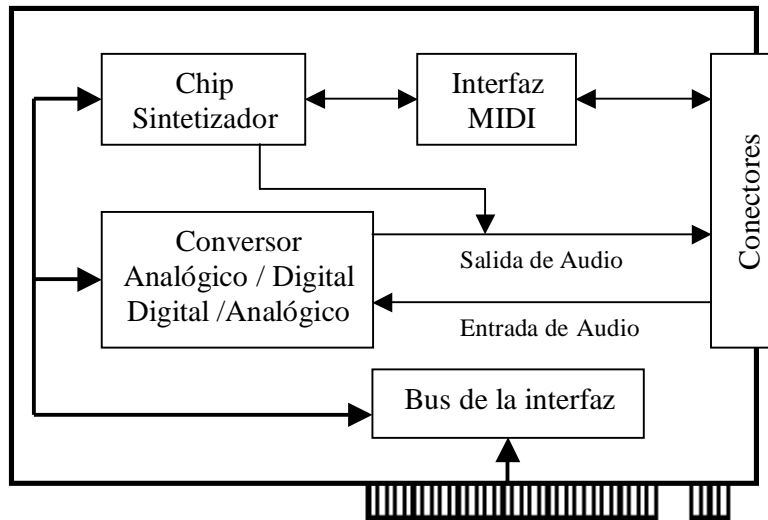 Chip
Sintetizador
Interfaz
MIDI
Conectores
Conversor
Analógico / Digital
Digital /Analógico
Salida de Audio
Entrada de Audio
Bus de la interfaz